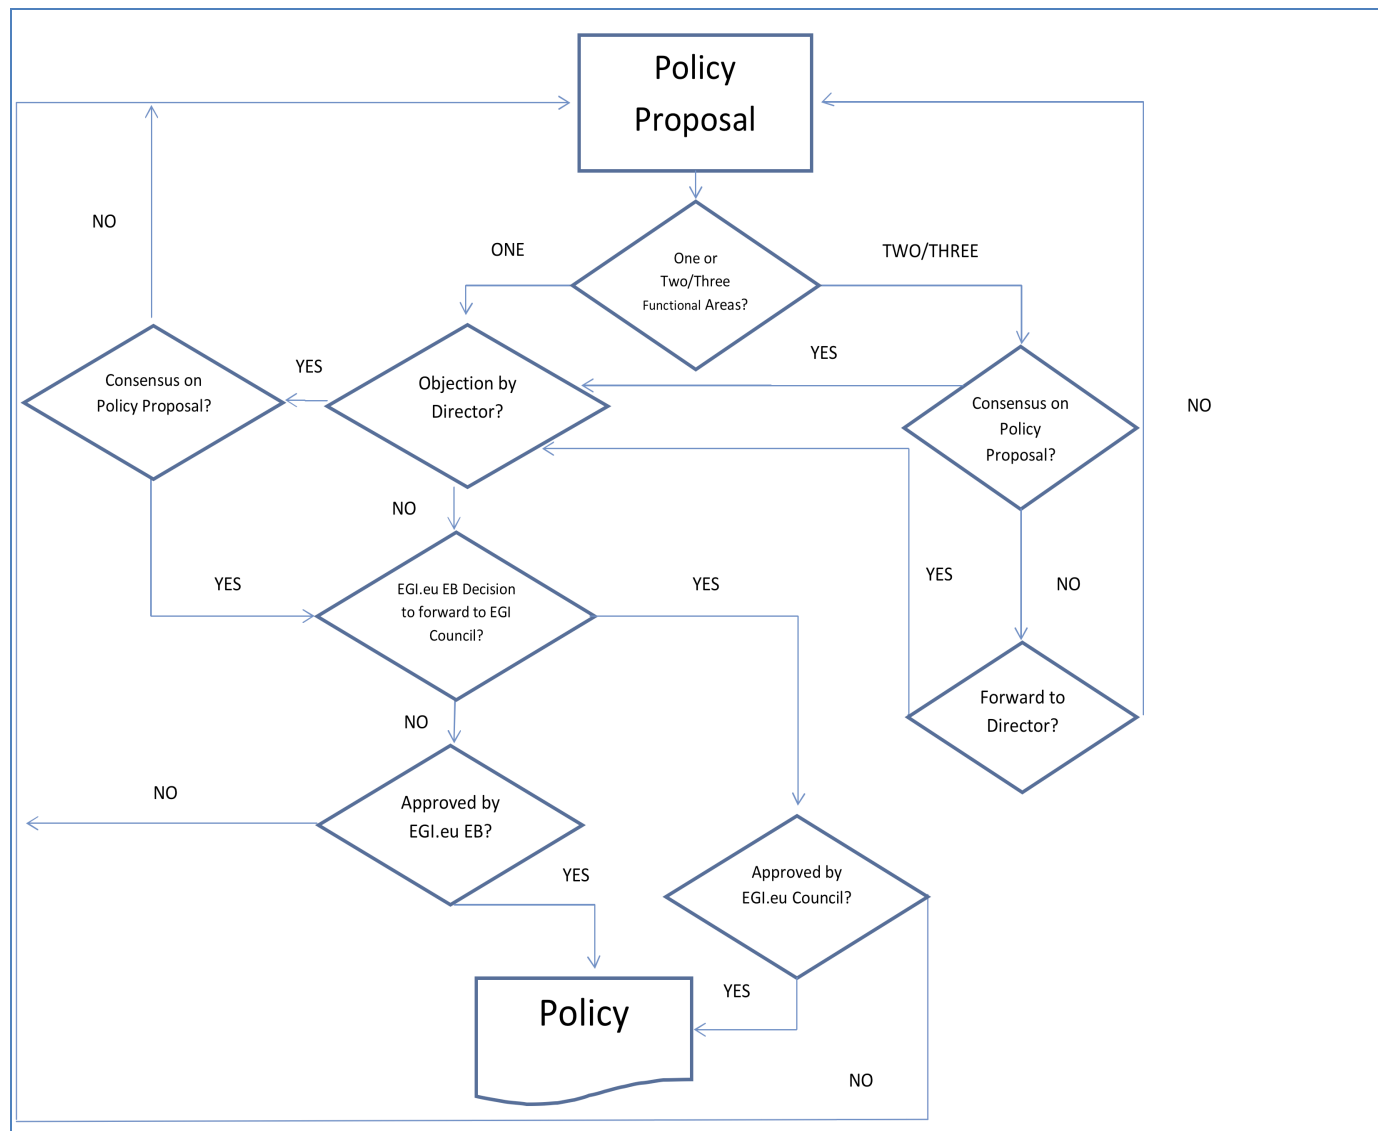 Policy
Proposal
NO
ONE
One or
Two/Three
Functional Areas?
TWO/THREE
YES
YES
Consensus on
Policy Proposal?
Objection by
Director?
Consensus on
Policy
Proposal?
NO
NO
YES
EGI.eu EB Decision
to forward to EGI
Council?
YES
YES
NO
NO
Forward to
Director?
NO
Approved by
EGI.eu EB?
YES
Approved by
EGI.eu Council?
YES
Policy
NO